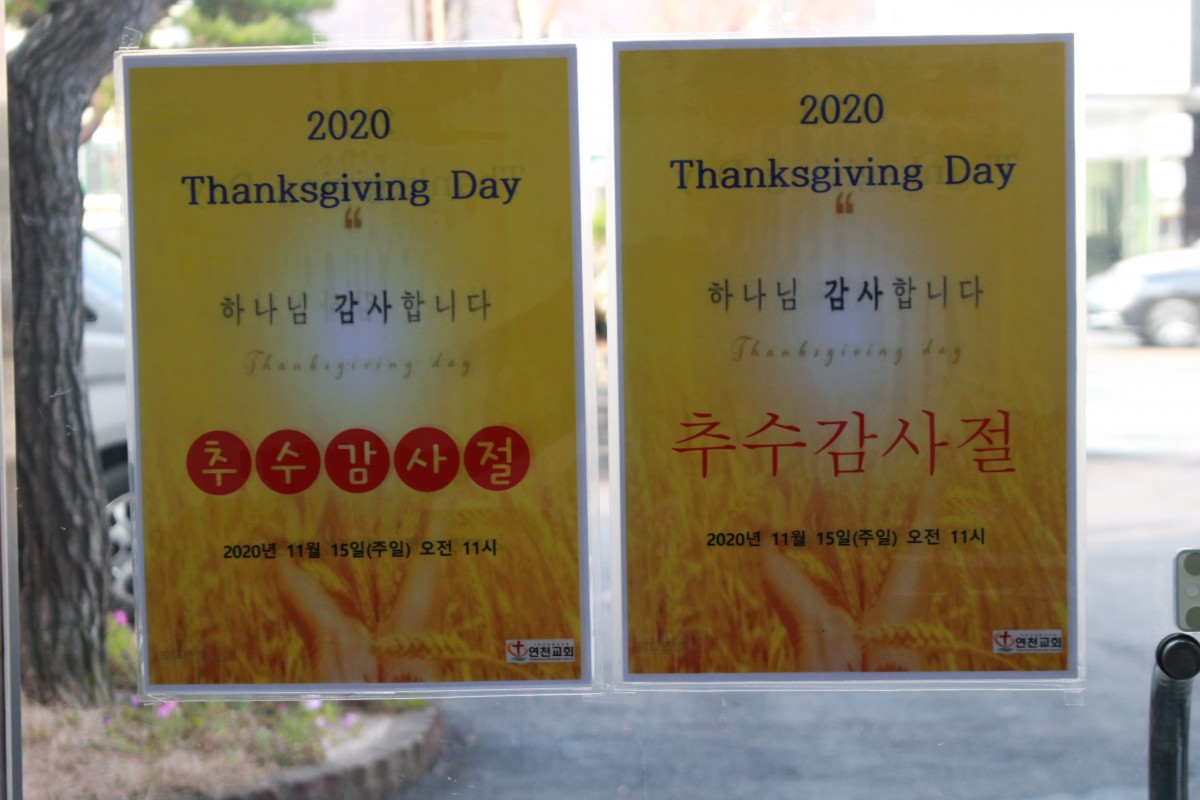 2020
Thanksgiving Day
“
하나님 감사합니다
Thanksgiving day
추수감사절
2020년 11월 15일(주일) 오전 11시
연천교회
2020
Thanksgiving Day
“
하나님 감사합니다
Thanksgiving day
추수감사절
2020년 11월 15일(주일) 오전 11시
연천교회